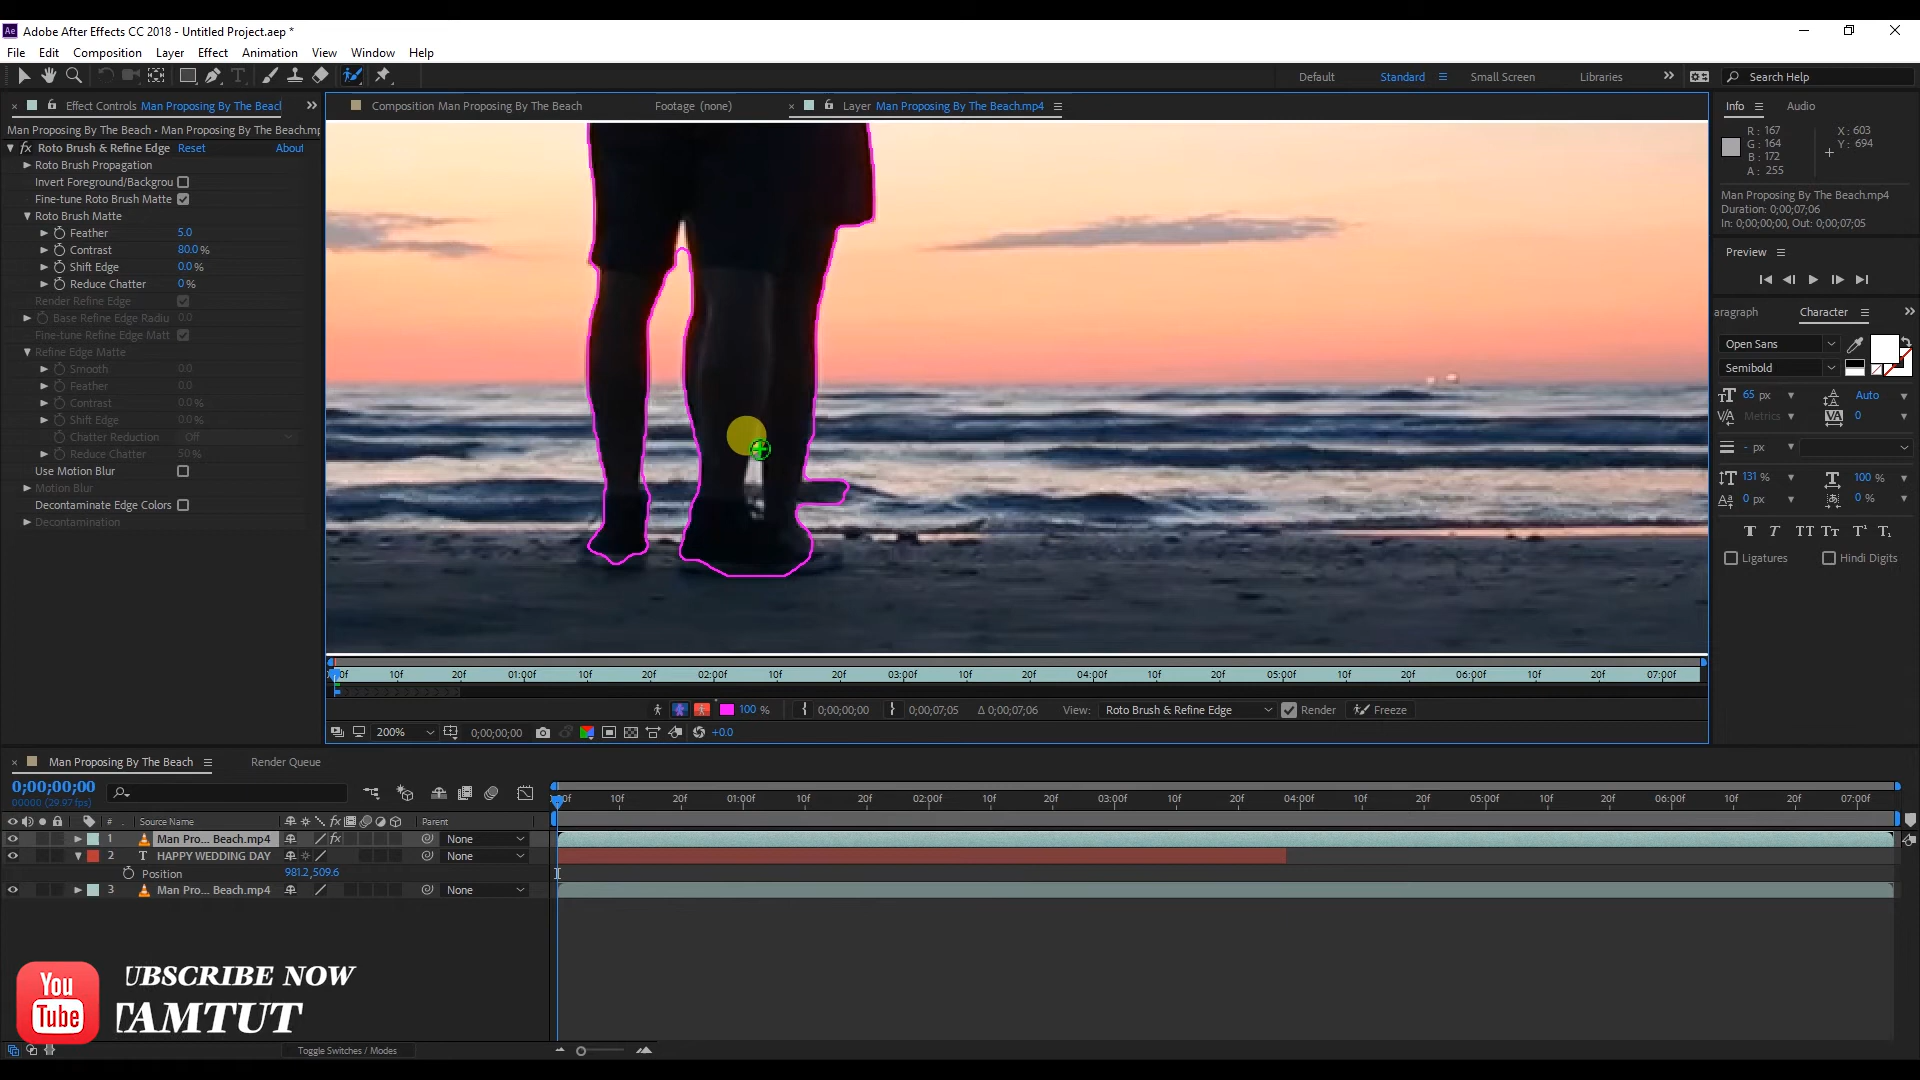 Ae Adobe After Effects CC 2018 - Untitled Project.aep *
File Edit Composition Layer Effect Animation View Window Help
Default Standard Small Screen Libraries Search Help
Effect Controls Man Proposing By The Beacl
Composition Man Proposing By The Beach Footage (none) Layer Man Proposing By The Beach.mp4
Info Audio
Man Proposing By The Beach • Man Proposing By The Beach.mp
fx Roto Brush & Refine Edge Reset About
Roto Brush Propagation
Invert Foreground/Backgrou
Fine-tune Roto Brush Matte
Roto Brush Matte
Feather 5.0
Contrast 80.0 %
Shift Edge 0.0 %
Reduce Chatter 0 %
Render Refine Edge
Base Refine Edge Radiu 0.0
Fine-tune Refine Edge Matt
Refine Edge Matte
Smooth 0.0
Feather 0.0
Contrast 0.0 %
Shift Edge 0.0 %
Chatter Reduction Off
Reduce Chatter 50 %
Use Motion Blur
Motion Blur
Decontaminate Edge Colors
Decontamination
R: 167 X: 603
G: 164 Y: 694
B: 172
A: 255
Man Proposing By The Beach.mp4
Duration: 0;00;07;06
In: 0;00;00;00, Out: 0;00;07;05
Preview
aragraph Character
Open Sans
Semibold
65 px Auto
Metrics 0
- px
131 % 100 %
0 px 0 %
T T TT Tт T¹ T₁
Ligatures Hindi Digits
00f 10f 20f 01:00f 10f 20f 02:00f 10f 20f 03:00f 10f 20f 04:00f 10f 20f 05:00f 10f 20f 06:00f 10f 20f 07:00f
100 % 0;00;00;00 0;00;07;05 Δ 0;00;07;06 View: Roto Brush & Refine Edge Render Freeze
200% 0;00;00;00 +0.0
Man Proposing By The Beach Render Queue
0;00;00;00
00000 (29.97 fps)
:00f 10f 20f 01:00f 10f 20f 02:00f 10f 20f 03:00f 10f 20f 04:00f 10f 20f 05:00f 10f 20f 06:00f 10f 20f 07:00f
# Source Name fx Parent
1 Man Pro... Beach.mp4 fx None
2 T HAPPY WEDDING DAY None
Position 981.2,509.6
3 Man Pro... Beach.mp4 None
You Tube
UBSCRIBE NOW
TAMTUT
Toggle Switches / Modes